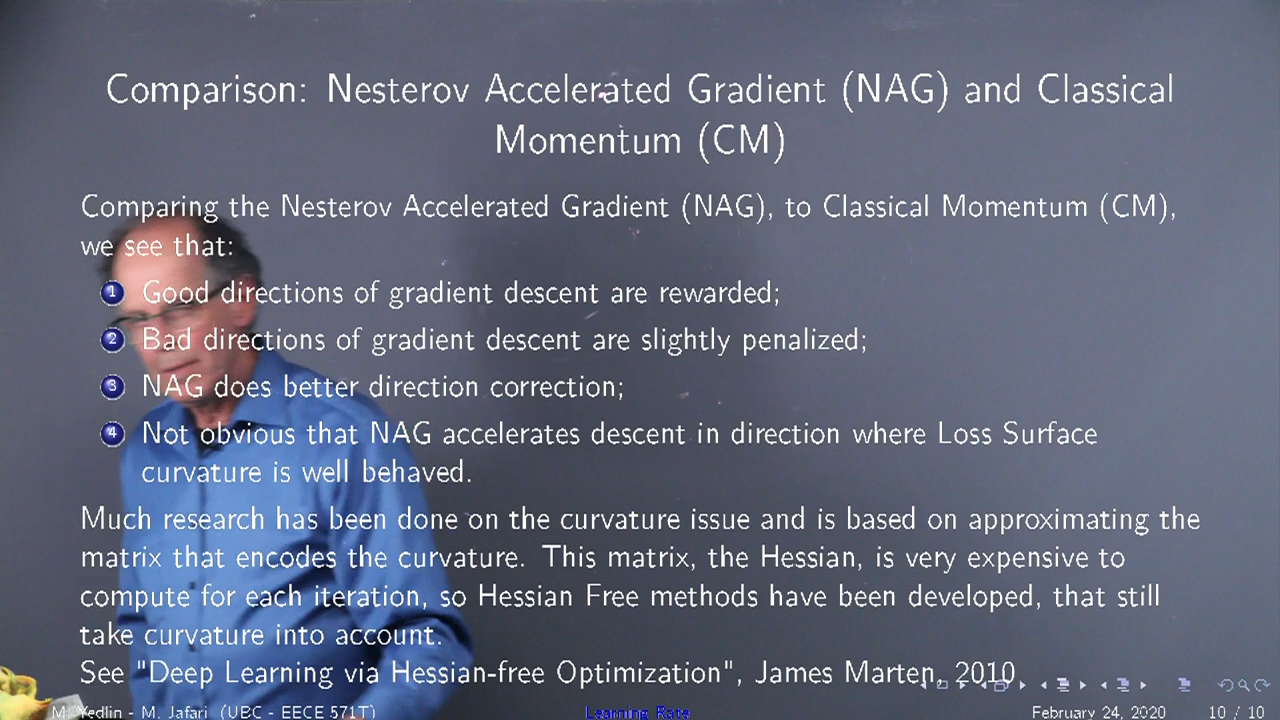 Comparison: Nesterov Accelerated Gradient (NAG) and Classical
Momentum (CM)
Comparing the Nesterov Accelerated Gradient (NAG), to Classical Momentum (CM),
we see that:
1 Good directions of gradient descent are rewarded;
2 Bad directions of gradient descent are slightly penalized;
3 NAG does better direction correction;
4 Not obvious that NAG accelerates descent in direction where Loss Surface
curvature is well behaved.
Much research has been done on the curvature issue and is based on approximating the
matrix that encodes the curvature. This matrix, the Hessian, is very expensive to
compute for each iteration, so Hessian Free methods have been developed, that still
take curvature into account.
See "Deep Learning via Hessian-free Optimization", James Marten, 2010
M. Yedlin - M. Jafari (UBC - EECE 571T) Learning Rate February 24, 2020 10 / 10